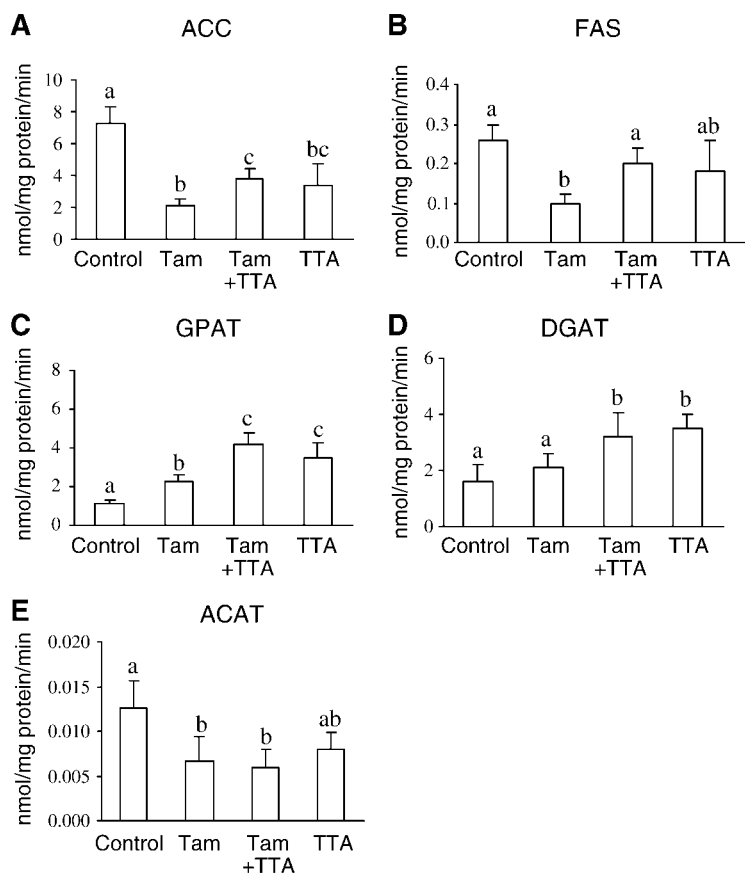 A ACC
nmol/mg protein/min
10
8
6
4
2
0
a
b
c
bc
Control Tam Tam TTA
+TTA
B FAS
nmol/mg protein/min
0.4
0.3
0.2
0.1
0.0
a
b
a
ab
Control Tam Tam TTA
+TTA
C GPAT
nmol/mg protein/min
8
6
4
2
0
a
b
c
c
Control Tam Tam TTA
+TTA
D DGAT
nmol/mg protein/min
6
4
2
0
a
a
b
b
Control Tam Tam TTA
+TTA
E ACAT
nmol/mg protein/min
0.020
0.015
0.010
0.005
0.000
a
b
b
ab
Control Tam Tam TTA
+TTA